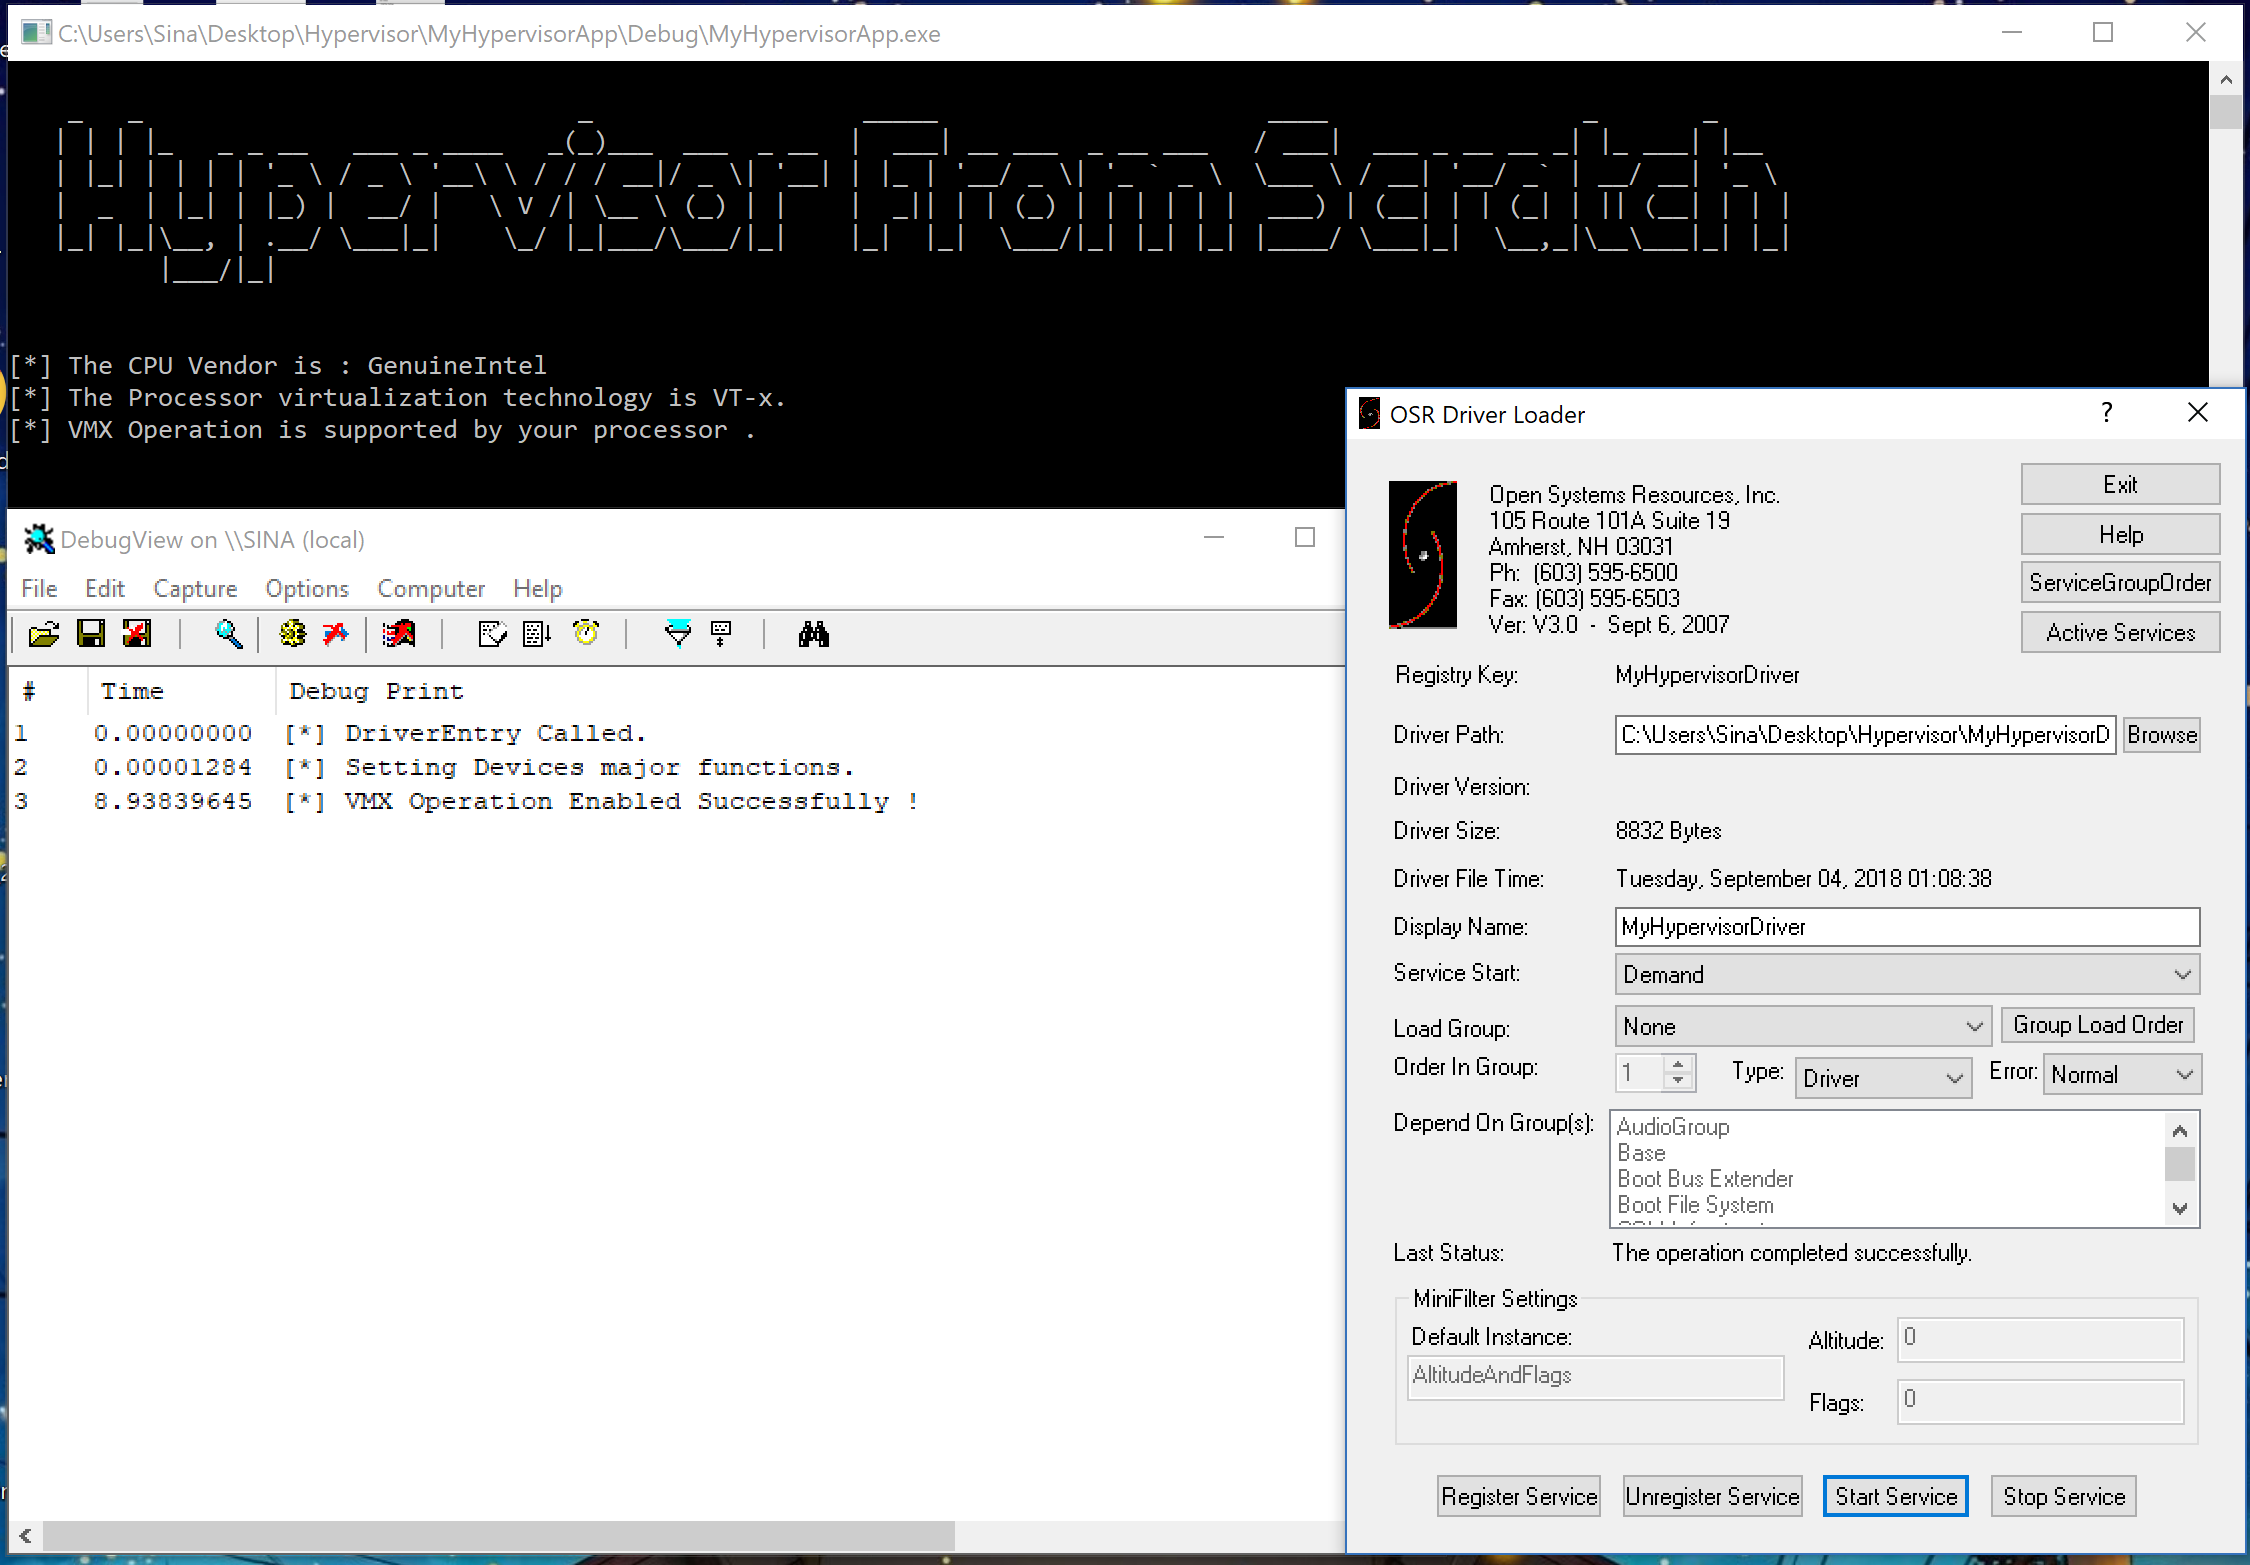 C:\Users\Sina\Desktop\Hypervisor\MyHypervisorApp\Debug\MyHypervisorApp.exe
Hypervisor From Scratch
[*] The CPU Vendor is : GenuineIntel
[*] The Processor virtualization technology is VT-x.
[*] VMX Operation is supported by your processor .
DebugView on \\SINA (local)
File Edit Capture Options Computer Help
# Time Debug Print
1 0.00000000 [*] DriverEntry Called.
2 0.00001284 [*] Setting Devices major functions.
3 8.93839645 [*] VMX Operation Enabled Successfully !
OSR Driver Loader
Open Systems Resources, Inc.
105 Route 101A Suite 19
Amherst, NH 03031
Ph: (603) 595-6500
Fax: (603) 595-6503
Ver: V3.0 - Sept 6, 2007
Exit
Help
ServiceGroupOrder
Active Services
Registry Key: MyHypervisorDriver
Driver Path: C:\Users\Sina\Desktop\Hypervisor\MyHypervisorD Browse
Driver Version:
Driver Size: 8832 Bytes
Driver File Time: Tuesday, September 04, 2018 01:08:38
Display Name: MyHypervisorDriver
Service Start: Demand
Load Group: None Group Load Order
Order In Group: 1 Type: Driver Error: Normal
Depend On Group(s): AudioGroup
Base
Boot Bus Extender
Boot File System
Last Status: The operation completed successfully.
MiniFilter Settings
Default Instance: Altitude: 0
AltitudeAndFlags
Flags: 0
Register Service Unregister Service Start Service Stop Service